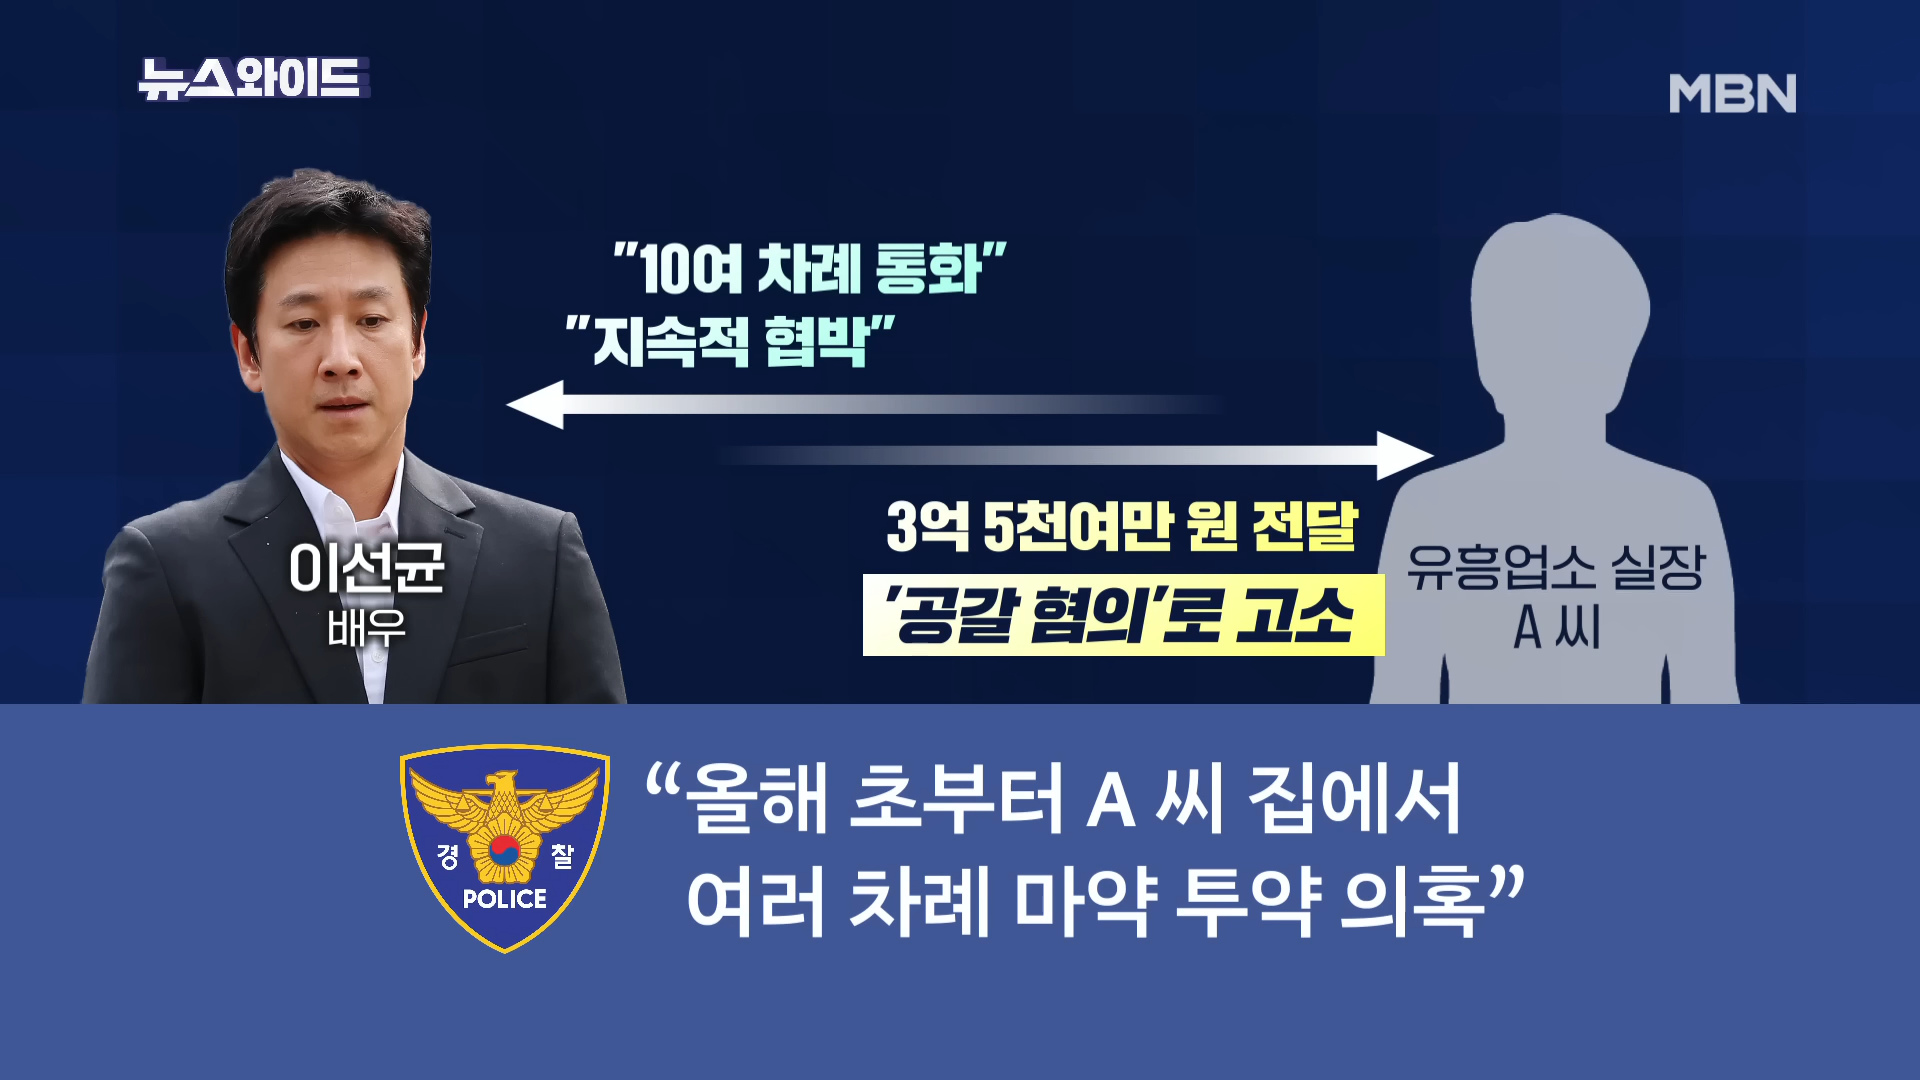 뉴스와이드
MBN
"10여 차례 통화"
"지속적 협박"
3억 5천여만 원 전달
'공갈 혐의'로 고소
이선균
배우
유흥업소 실장
A 씨
“올해 초부터 A 씨 집에서
여러 차례 마약 투약 의혹”
경 찰
POLICE